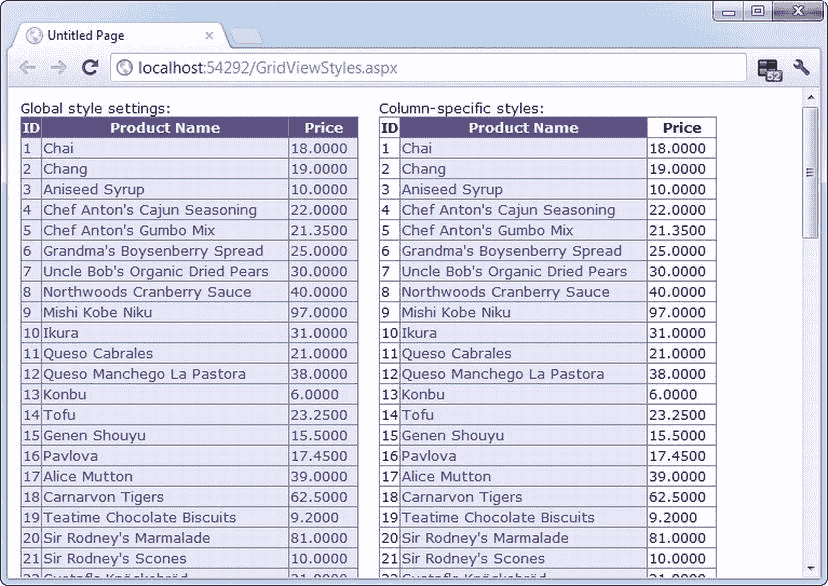 Untitled Page
localhost:54292/GridViewStyles.aspx
52
Global style settings:
ID Product Name Price
1 Chai 18.0000
2 Chang 19.0000
3 Aniseed Syrup 10.0000
4 Chef Anton's Cajun Seasoning 22.0000
5 Chef Anton's Gumbo Mix 21.3500
6 Grandma's Boysenberry Spread 25.0000
7 Uncle Bob's Organic Dried Pears 30.0000
8 Northwoods Cranberry Sauce 40.0000
9 Mishi Kobe Niku 97.0000
10 Ikura 31.0000
11 Queso Cabrales 21.0000
12 Queso Manchego La Pastora 38.0000
13 Konbu 6.0000
14 Tofu 23.2500
15 Genen Shouyu 15.5000
16 Pavlova 17.4500
17 Alice Mutton 39.0000
18 Carnarvon Tigers 62.5000
19 Teatime Chocolate Biscuits 9.2000
20 Sir Rodney's Marmalade 81.0000
21 Sir Rodney's Scones 10.0000
Column-specific styles:
ID Product Name Price
1 Chai 18.0000
2 Chang 19.0000
3 Aniseed Syrup 10.0000
4 Chef Anton's Cajun Seasoning 22.0000
5 Chef Anton's Gumbo Mix 21.3500
6 Grandma's Boysenberry Spread 25.0000
7 Uncle Bob's Organic Dried Pears 30.0000
8 Northwoods Cranberry Sauce 40.0000
9 Mishi Kobe Niku 97.0000
10 Ikura 31.0000
11 Queso Cabrales 21.0000
12 Queso Manchego La Pastora 38.0000
13 Konbu 6.0000
14 Tofu 23.2500
15 Genen Shouyu 15.5000
16 Pavlova 17.4500
17 Alice Mutton 39.0000
18 Carnarvon Tigers 62.5000
19 Teatime Chocolate Biscuits 9.2000
20 Sir Rodney's Marmalade 81.0000
21 Sir Rodney's Scones 10.0000